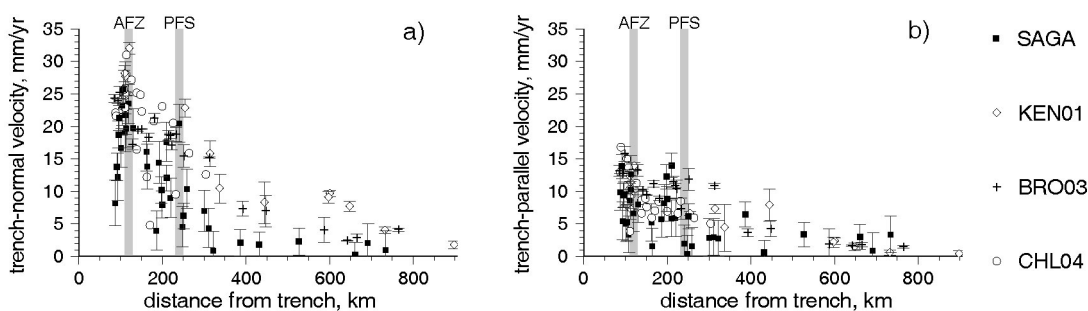 AFZ PFS
a)
35
30
25
20
15
10
5
0
trench-normal velocity, mm/yr
0 200 400 600 800
distance from trench, km
AFZ PFS
b)
35
30
25
20
15
10
5
0
trench-parallel velocity, mm/yr
0 200 400 600 800
distance from trench, km
SAGA
KEN01
BRO03
CHL04